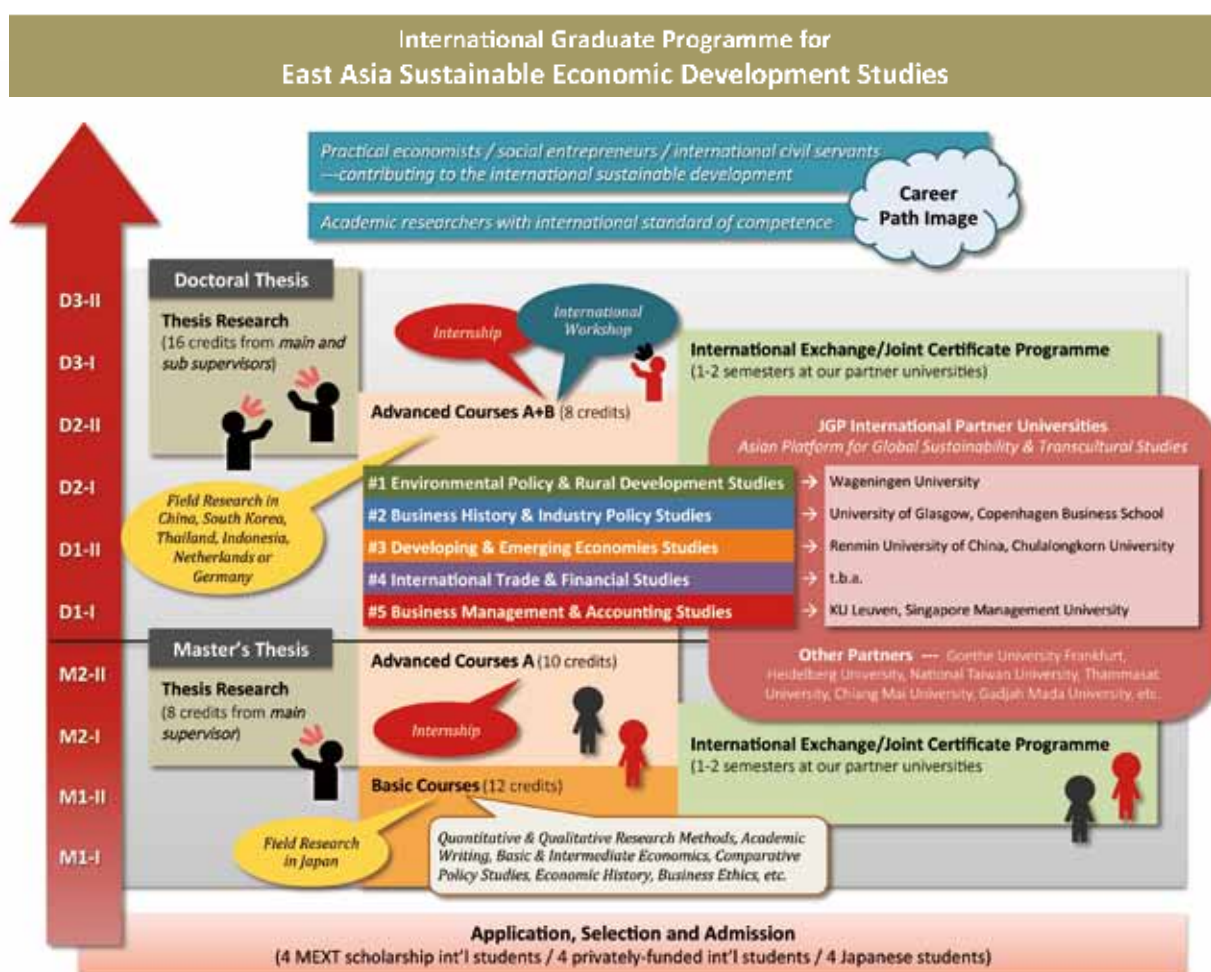 International Graduate Programme for
East Asia Sustainable Economic Development Studies
Practical economists / social entrepreneurs / international civil servants
—contributing to the international sustainable development
Academic researchers with international standard of competence
Career
Path Image
D3-II
D3-I
D2-II
D2-I
D1-II
D1-I
M2-II
M2-I
M1-II
M1-I
Doctoral Thesis
Thesis Research
(16 credits from main and
sub supervisors)
Internship
International
Workshop
Advanced Courses A+B (8 credits)
International Exchange/Joint Certificate Programme
(1-2 semesters at our partner universities)
Field Research in
China, South Korea,
Thailand, Indonesia,
Netherlands or
Germany
JGP International Partner Universities
Asian Platform for Global Sustainability & Transcultural Studies
#1 Environmental Policy & Rural Development Studies → Wageningen University
#2 Business History & Industry Policy Studies → University of Glasgow, Copenhagen Business School
#3 Developing & Emerging Economies Studies → Renmin University of China, Chulalongkorn University
#4 International Trade & Financial Studies → t.b.a.
#5 Business Management & Accounting Studies → KU Leuven, Singapore Management University
Other Partners --- Goethe University Frankfurt,
Heidelberg University, National Taiwan University, Thammasat
University, Chiang Mai University, Gadjah Mada University, etc.
Master's Thesis
Thesis Research
(8 credits from main
supervisor)
Advanced Courses A (10 credits)
Internship
International Exchange/Joint Certificate Programme
(1-2 semesters at our partner universities
Basic Courses (12 credits)
Field Research
in Japan
Quantitative & Qualitative Research Methods, Academic
Writing, Basic & Intermediate Economics, Comparative
Policy Studies, Economic History, Business Ethics, etc.
Application, Selection and Admission
(4 MEXT scholarship int'l students / 4 privately-funded int'l students / 4 Japanese students)